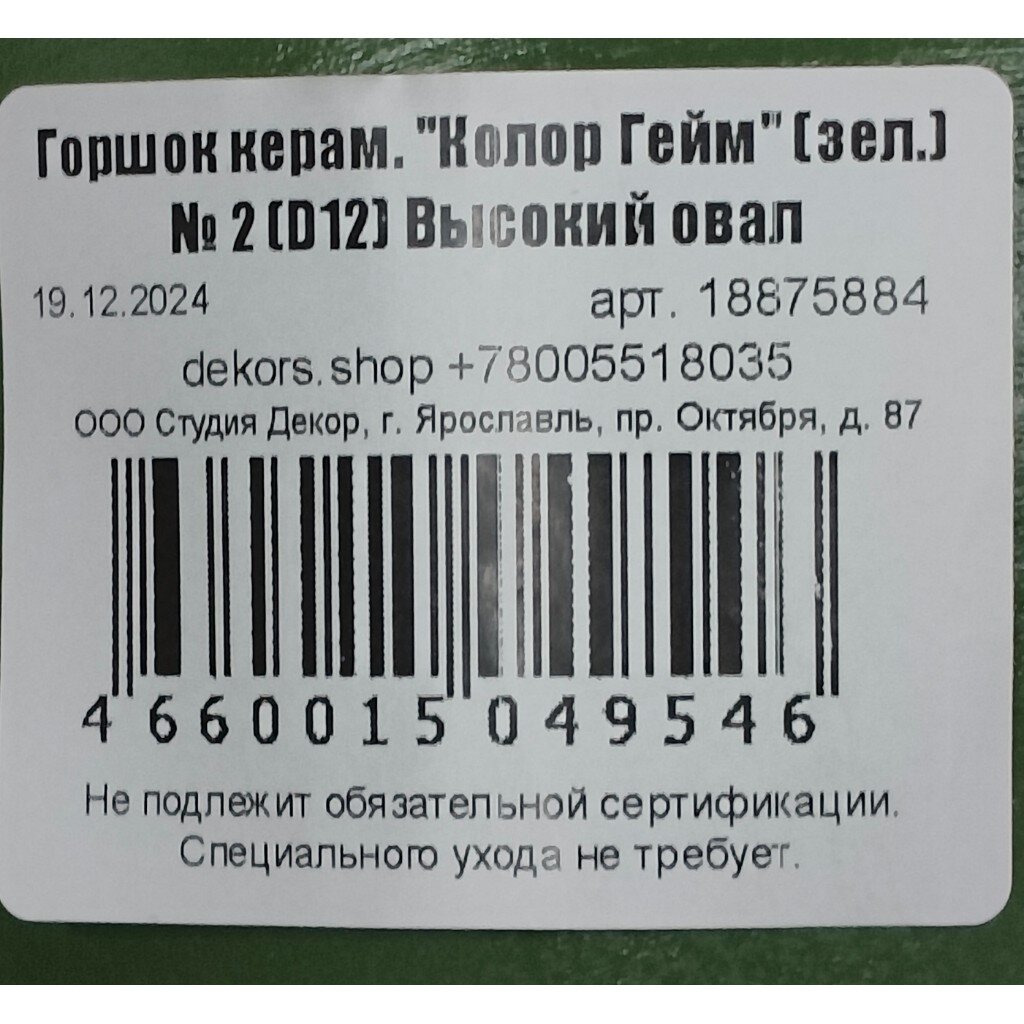 Горшок керам. "Колор Гейм" (зел.)
№ 2 (D12) Высокий овал
19.12.2024 арт. 18875884
dekors.shop +78005518035
ООО Студия Декор, г. Ярославль, пр. Октября, д. 87
4 660015 049546
Не подлежит обязательной сертификации.
Специального ухода не требует.